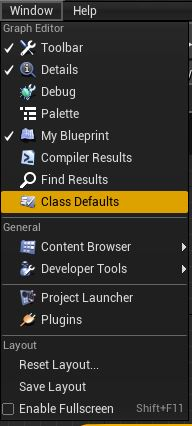 Window Help
Graph Editor
Toolbar
Details
Debug
Palette
My Blueprint
Compiler Results
Find Results
Class Defaults
General
Content Browser
Developer Tools
Project Launcher
Plugins
Layout
Reset Layout...
Save Layout
Enable Fullscreen Shift+F11